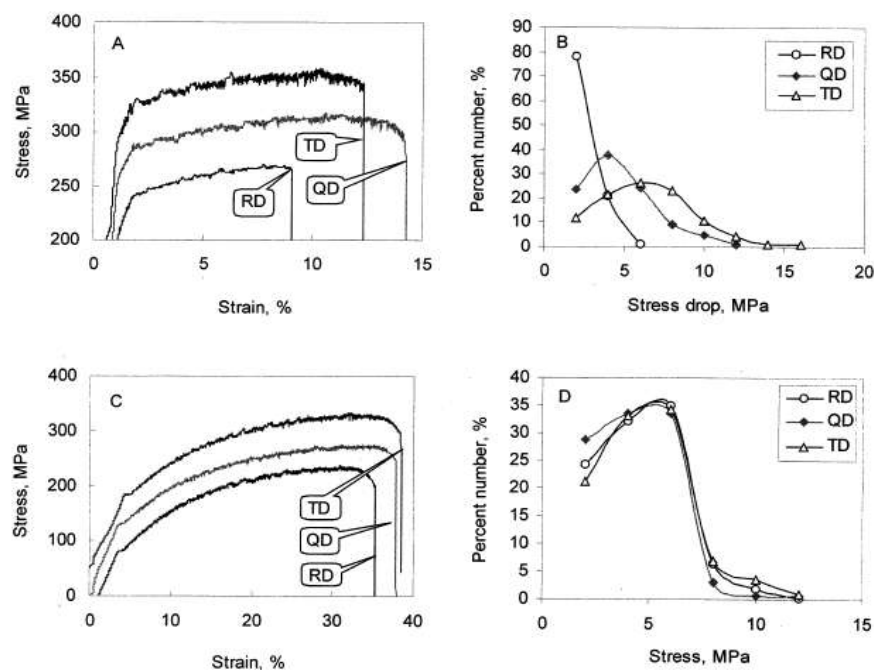 A
400
350
300
250
200
Stress, MPa
TD
RD
QD
0
5
10
15
Strain, %
B
90
80
70
60
50
40
30
20
10
0
Percent number, %
RD
QD
TD
0
5
10
15
20
Stress drop, MPa
C
400
300
200
100
0
Stress, MPa
TD
QD
RD
0
10
20
30
40
Strain, %
D
40
35
30
25
20
15
10
5
0
Percent number, %
RD
QD
TD
0
5
10
15
Stress, MPa